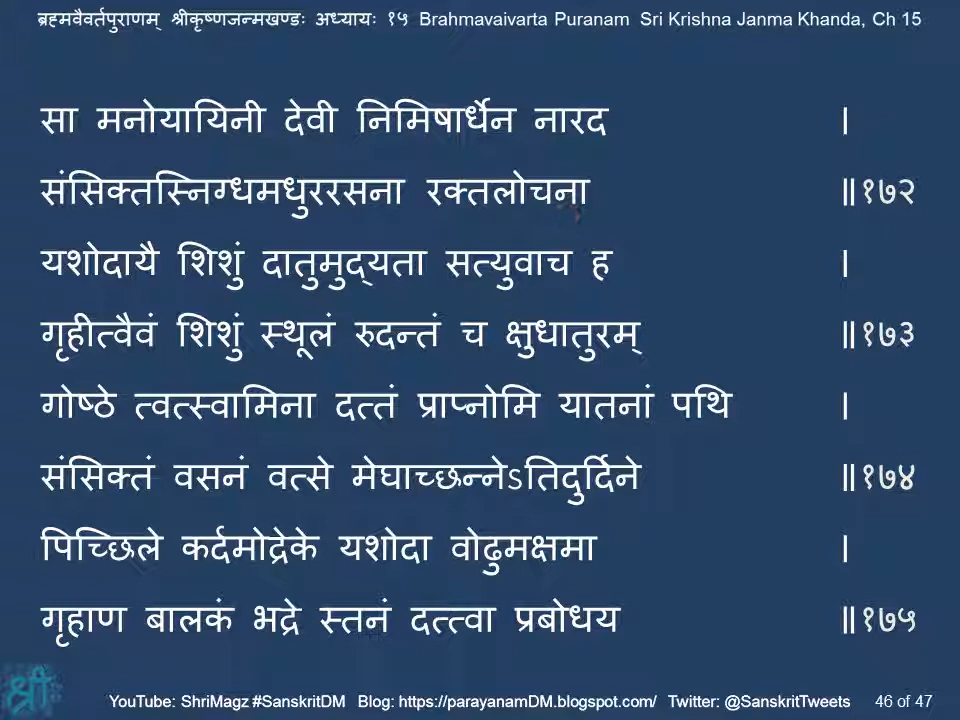 ब्रह्मवैवर्तपुराणम् श्रीकृष्णजन्मखण्डः अध्यायः १५ Brahmavaivarta Puranam Sri Krishna Janma Khanda, Ch 15
सा मनोयायिनी देवी निमिषार्धेन नारद ।
संसिक्तस्निग्धमधुररसना रक्तलोचना ॥१७२
यशोदायै शिशुं दातुमुद्यता सत्युवाच ह ।
गृहीत्वैवं शिशुं स्थूलं रुदन्तं च क्षुधातुरम् ॥१७३
गोष्ठे त्वत्स्वामिना दत्तं प्राप्नोमि यातनां पथि ।
संसिक्तं वसनं वत्से मेघाच्छन्नेऽतिदुर्दिने ॥१७४
पिच्छिले कर्दमोद्रेके यशोदा वोढुमक्षमा ।
गृहाण बालकं भद्रे स्तनं दत्त्वा प्रबोधय ॥१७५
श्री YouTube: ShriMagz #SanskritDM Blog: https://parayanamDM.blogspot.com/ Twitter: @SanskritTweets 46 of 47